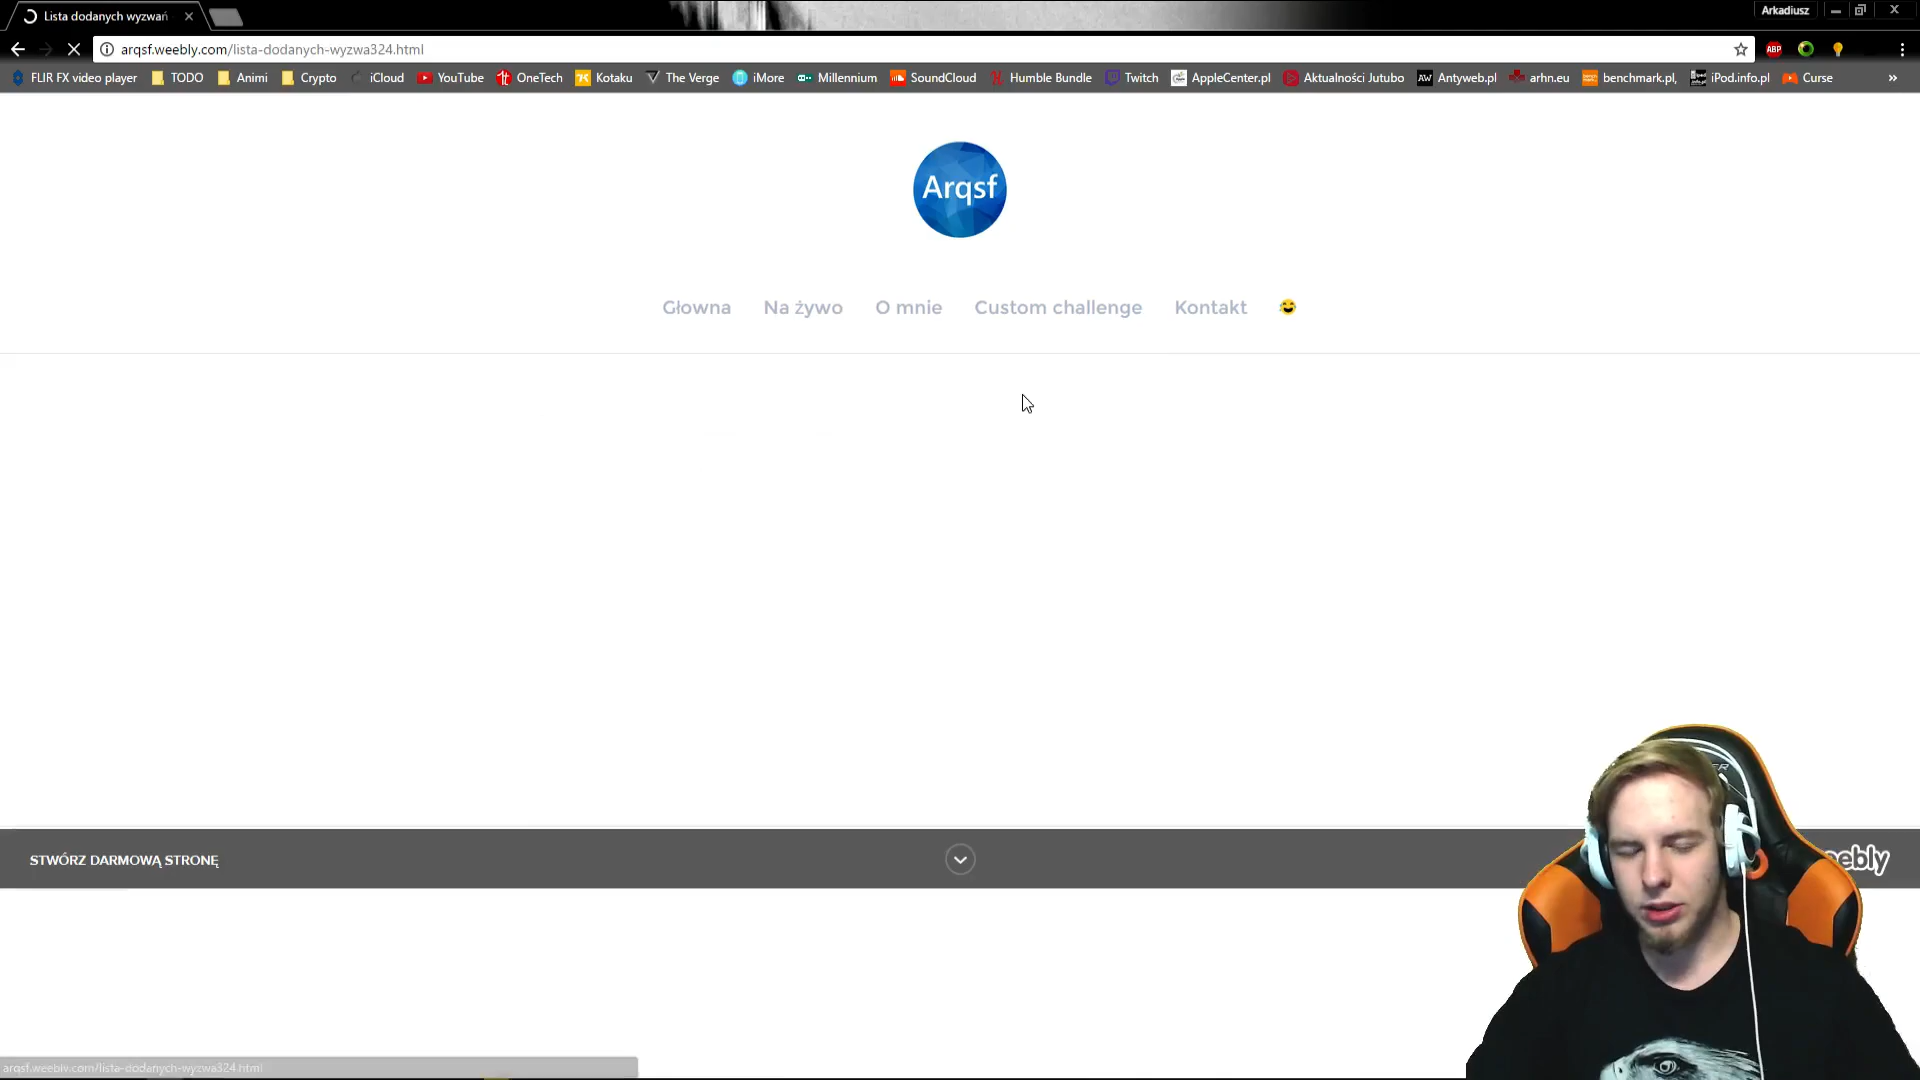 Lista dodanych wyzwań
Arkadiusz
arqsf.weebly.com/lista-dodanych-wyzwa324.html
ABP
FLIR FX video player TODO Animi Crypto iCloud YouTube OneTech Kotaku The Verge iMore Millennium SoundCloud Humble Bundle Twitch AppleCenter.pl Aktualności Jutubo AW Antyweb.pl arhn.eu benchmark.pl, iPod.info.pl Curse »
Arqsf
Głowna Na żywo O mnie Custom challenge Kontakt
STWÓRZ DARMOWĄ STRONĘ
eebly
arqsf.weebly.com/lista-dodanych-wyzwa324.html